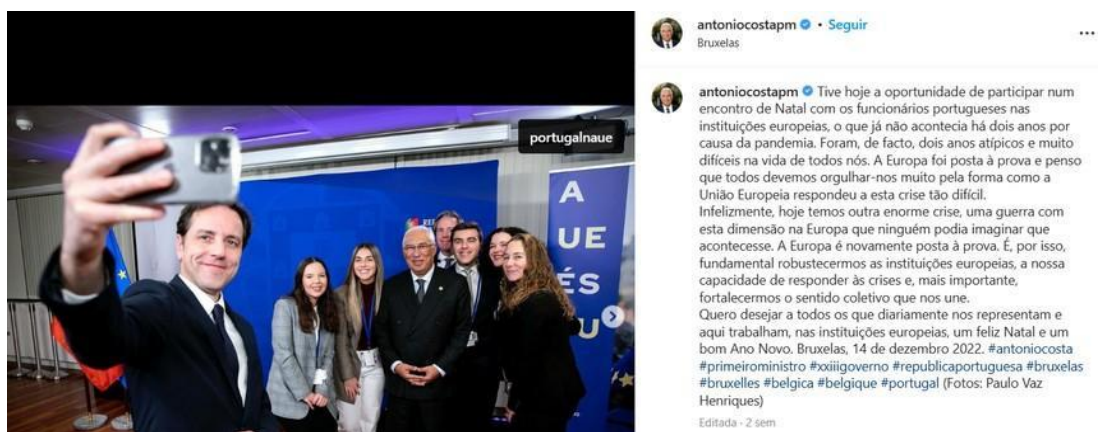 antoniocostapm • Seguir
Bruxelas
...
antoniocostapm Tive hoje a oportunidade de participar num
encontro de Natal com os funcionários portugueses nas
instituições europeias, o que já não acontecia há dois anos por
causa da pandemia. Foram, de facto, dois anos atípicos e muito
difíceis na vida de todos nós. A Europa foi posta à prova e penso
que todos devemos orgulhar-nos muito pela forma como a
União Europeia respondeu a esta crise tão difícil.
Infelizmente, hoje temos outra enorme crise, uma guerra com
esta dimensão na Europa que ninguém podia imaginar que
acontecesse. A Europa é novamente posta à prova. É, por isso,
fundamental robustecermos as instituições europeias, a nossa
capacidade de responder às crises e, mais importante,
fortalecermos o sentido coletivo que nos une.
Quero desejar a todos os que diariamente nos representam e
aqui trabalham, nas instituições europeias, um feliz Natal e um
bom Ano Novo. Bruxelas, 14 de dezembro 2022. #antoniocosta
#primeiroministro #xxiiigoverno #republicaportuguesa #bruxelas
#bruxelles #belgica #belgique #portugal (Fotos: Paulo Vaz
Henriques)
Editada · 2 sem
portugalnaue
A
UE
ÉS
U